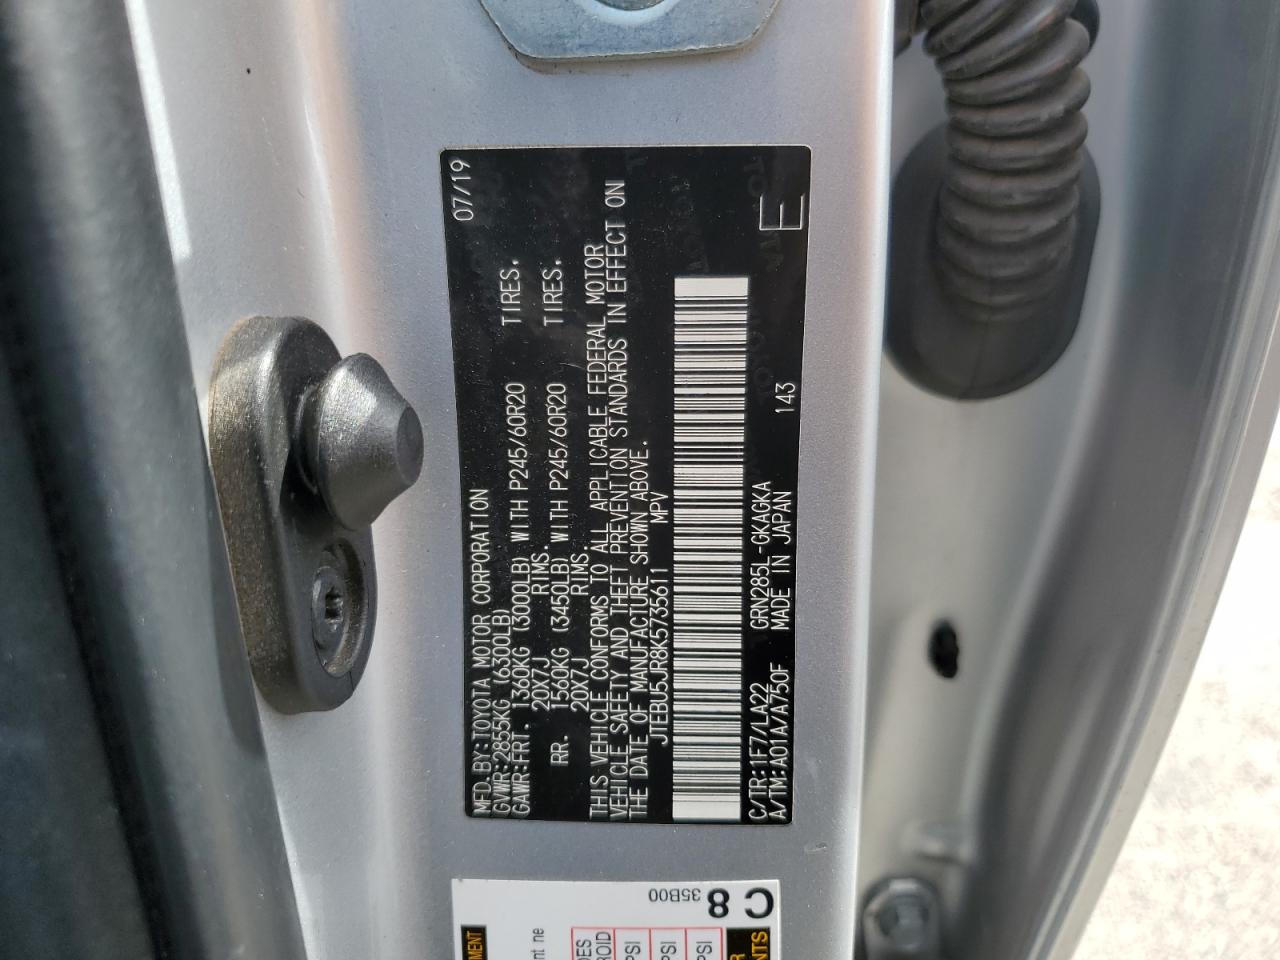 07/19
MFD.BY:TOYOTA MOTOR CORPORATION
GVWR:2855KG (6300LB)
GAWR:FRT. 1360KG (3000LB) WITH P245/60R20 TIRES.
20X7J RIMS.
RR. 1560KG (3450LB) WITH P245/60R20 TIRES.
20X7J RIMS.
THIS VEHICLE CONFORMS TO ALL APPLICABLE FEDERAL MOTOR
VEHICLE SAFETY AND THEFT PREVENTION STANDARDS IN EFFECT ON
THE DATE OF MANUFACTURE SHOWN ABOVE.
JTEBU5JR8K5735611 MPV
C/TR:1F7/LA22 GRN285L-GKAGKA 143
A/TM:A01A/A750F MADE IN JAPAN
E
C 8
35B00
PSI
PSI
PSI